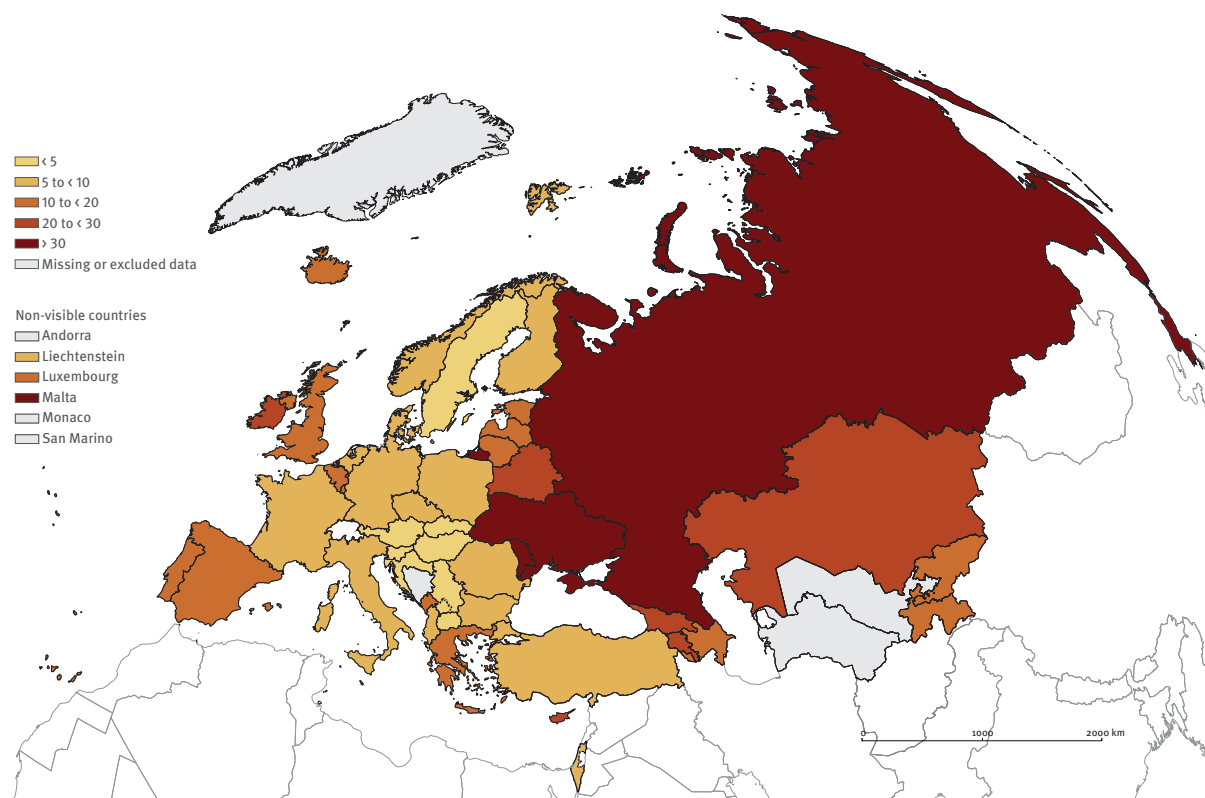 < 5
5 to < 10
10 to < 20
20 to < 30
> 30
Missing or excluded data
Non-visible countries
Andorra
Liechtenstein
Luxembourg
Malta
Monaco
San Marino
0 1000 2000 km